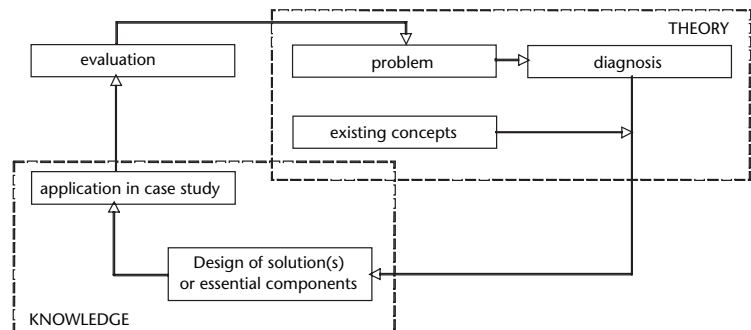 THEORY
evaluation
problem
diagnosis
existing concepts
application in case study
Design of solution(s)
or essential components
KNOWLEDGE